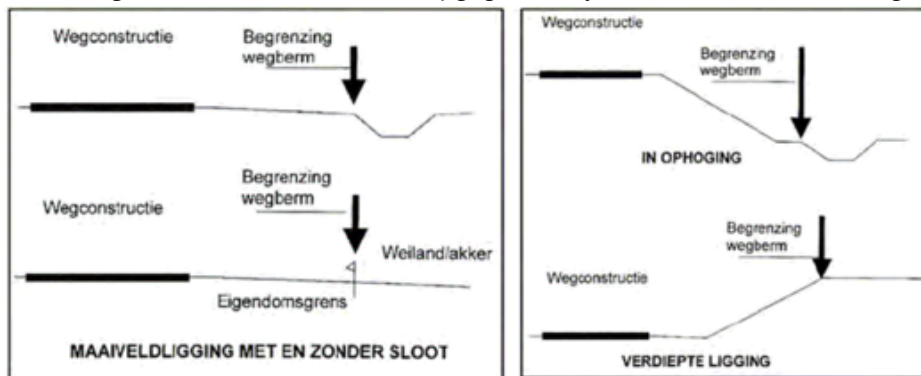 Wegconstructie
Begrenzing
wegberm
Wegconstructie
Begrenzing
wegberm
Weiland/akker
Eigendomsgrens
MAAIVELDLIGGING MET EN ZONDER SLOOT
Wegconstructie
Begrenzing
wegberm
IN OPHOGING
Begrenzing
wegberm
Wegconstructie
VERDIEPTE LIGGING